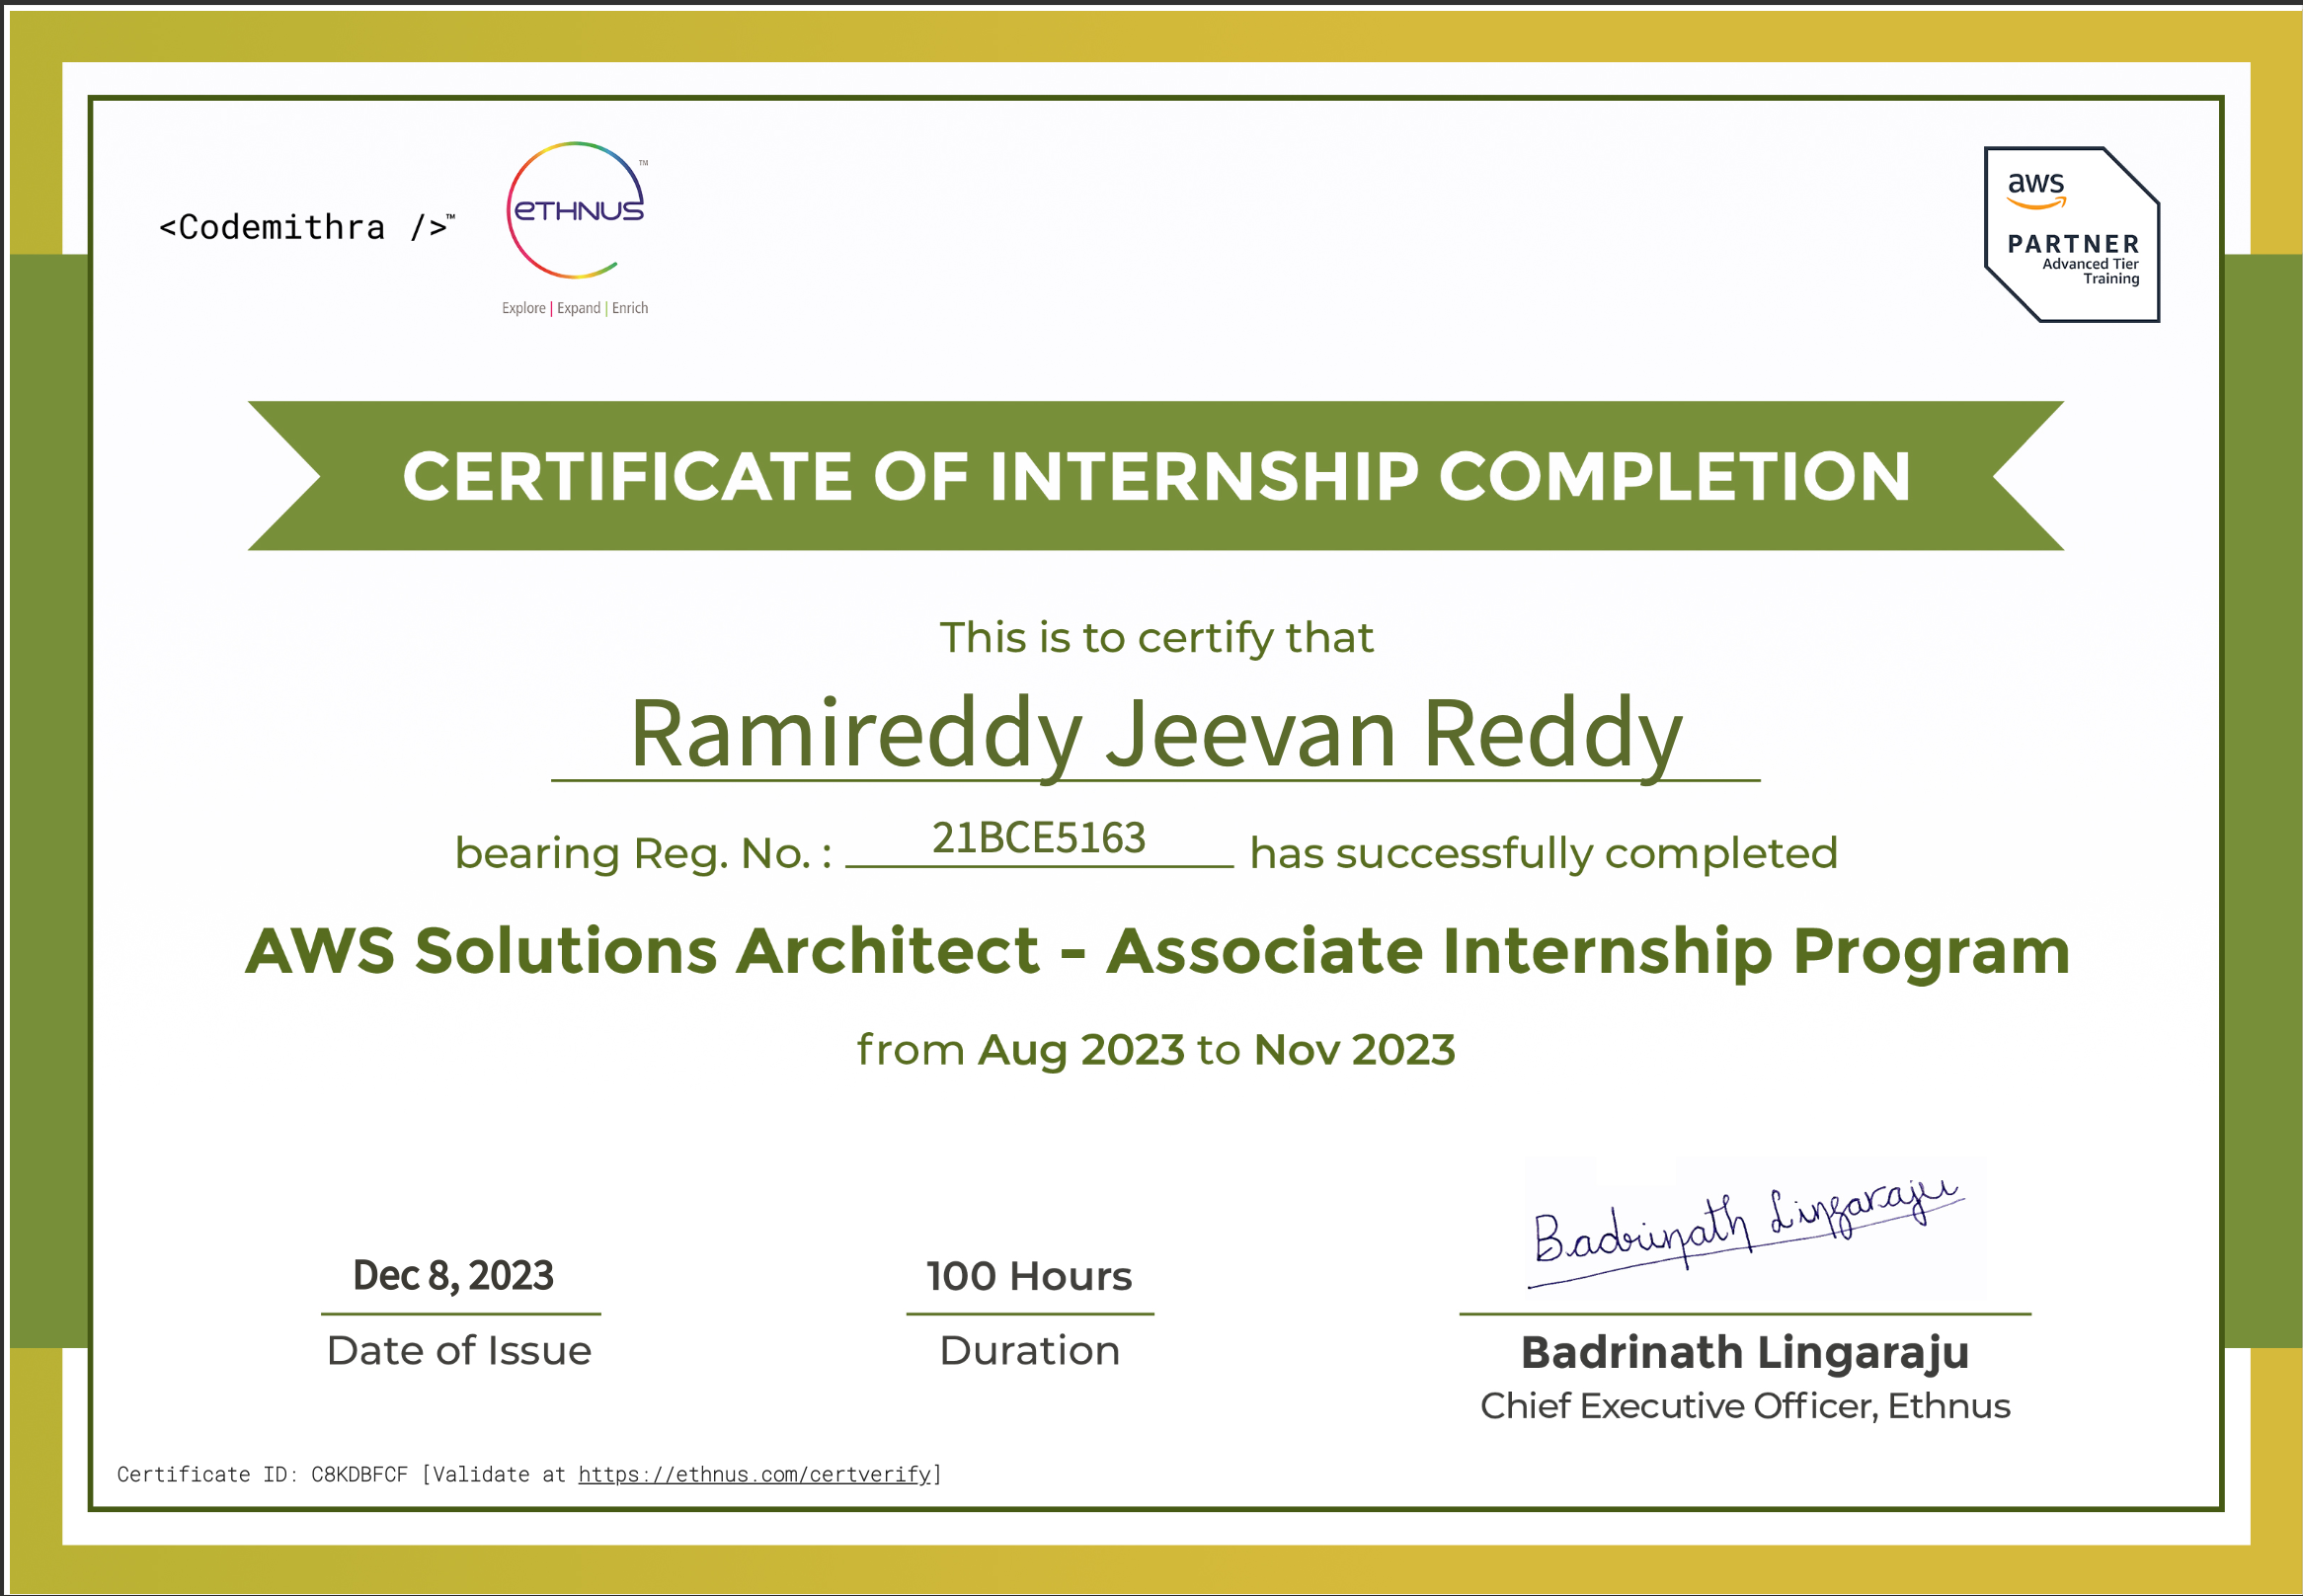 <Codemithra />™
eTHNUS™
Explore | Expand | Enrich
aws
PARTNER
Advanced Tier
Training
CERTIFICATE OF INTERNSHIP COMPLETION
This is to certify that
Ramireddy Jeevan Reddy
bearing Reg. No. : 21BCE5163 has successfully completed
AWS Solutions Architect - Associate Internship Program
from Aug 2023 to Nov 2023
Badrinath Lingaraju
Dec 8, 2023
Date of Issue
100 Hours
Duration
Badrinath Lingaraju
Chief Executive Officer, Ethnus
Certificate ID: C8KDBFCF [Validate at https://ethnus.com/certverify]